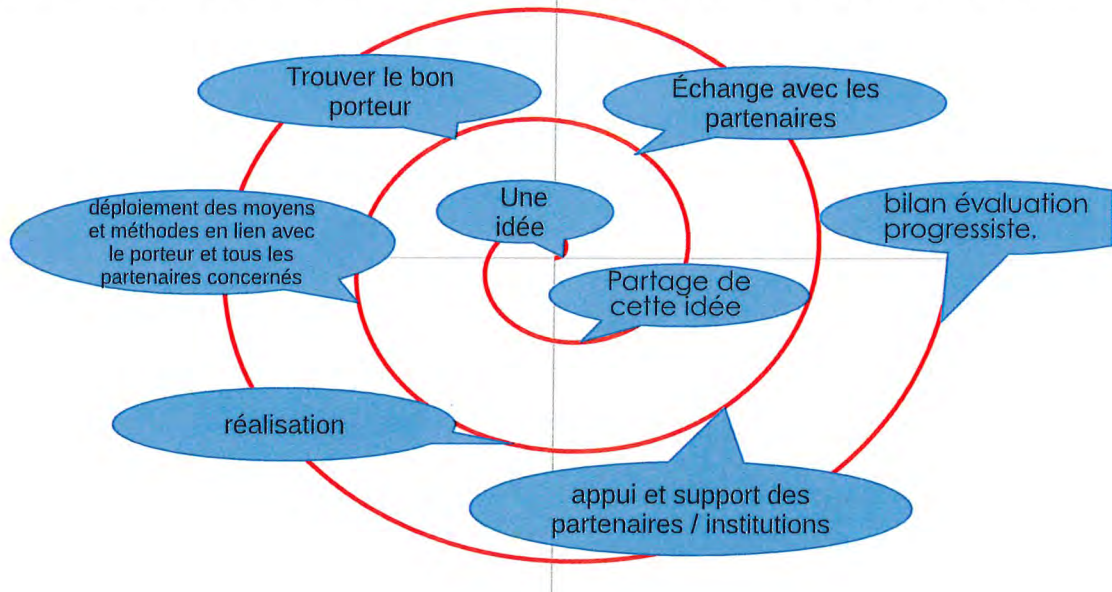 Trouver le bon
porteur
Échange avec les
partenaires
Une
idée
déploiement des moyens
et méthodes en lien avec
le porteur et tous les
partenaires concernés
bilan évaluation
progressiste.
Partage de
cette idée
réalisation
appui et support des
partenaires / institutions